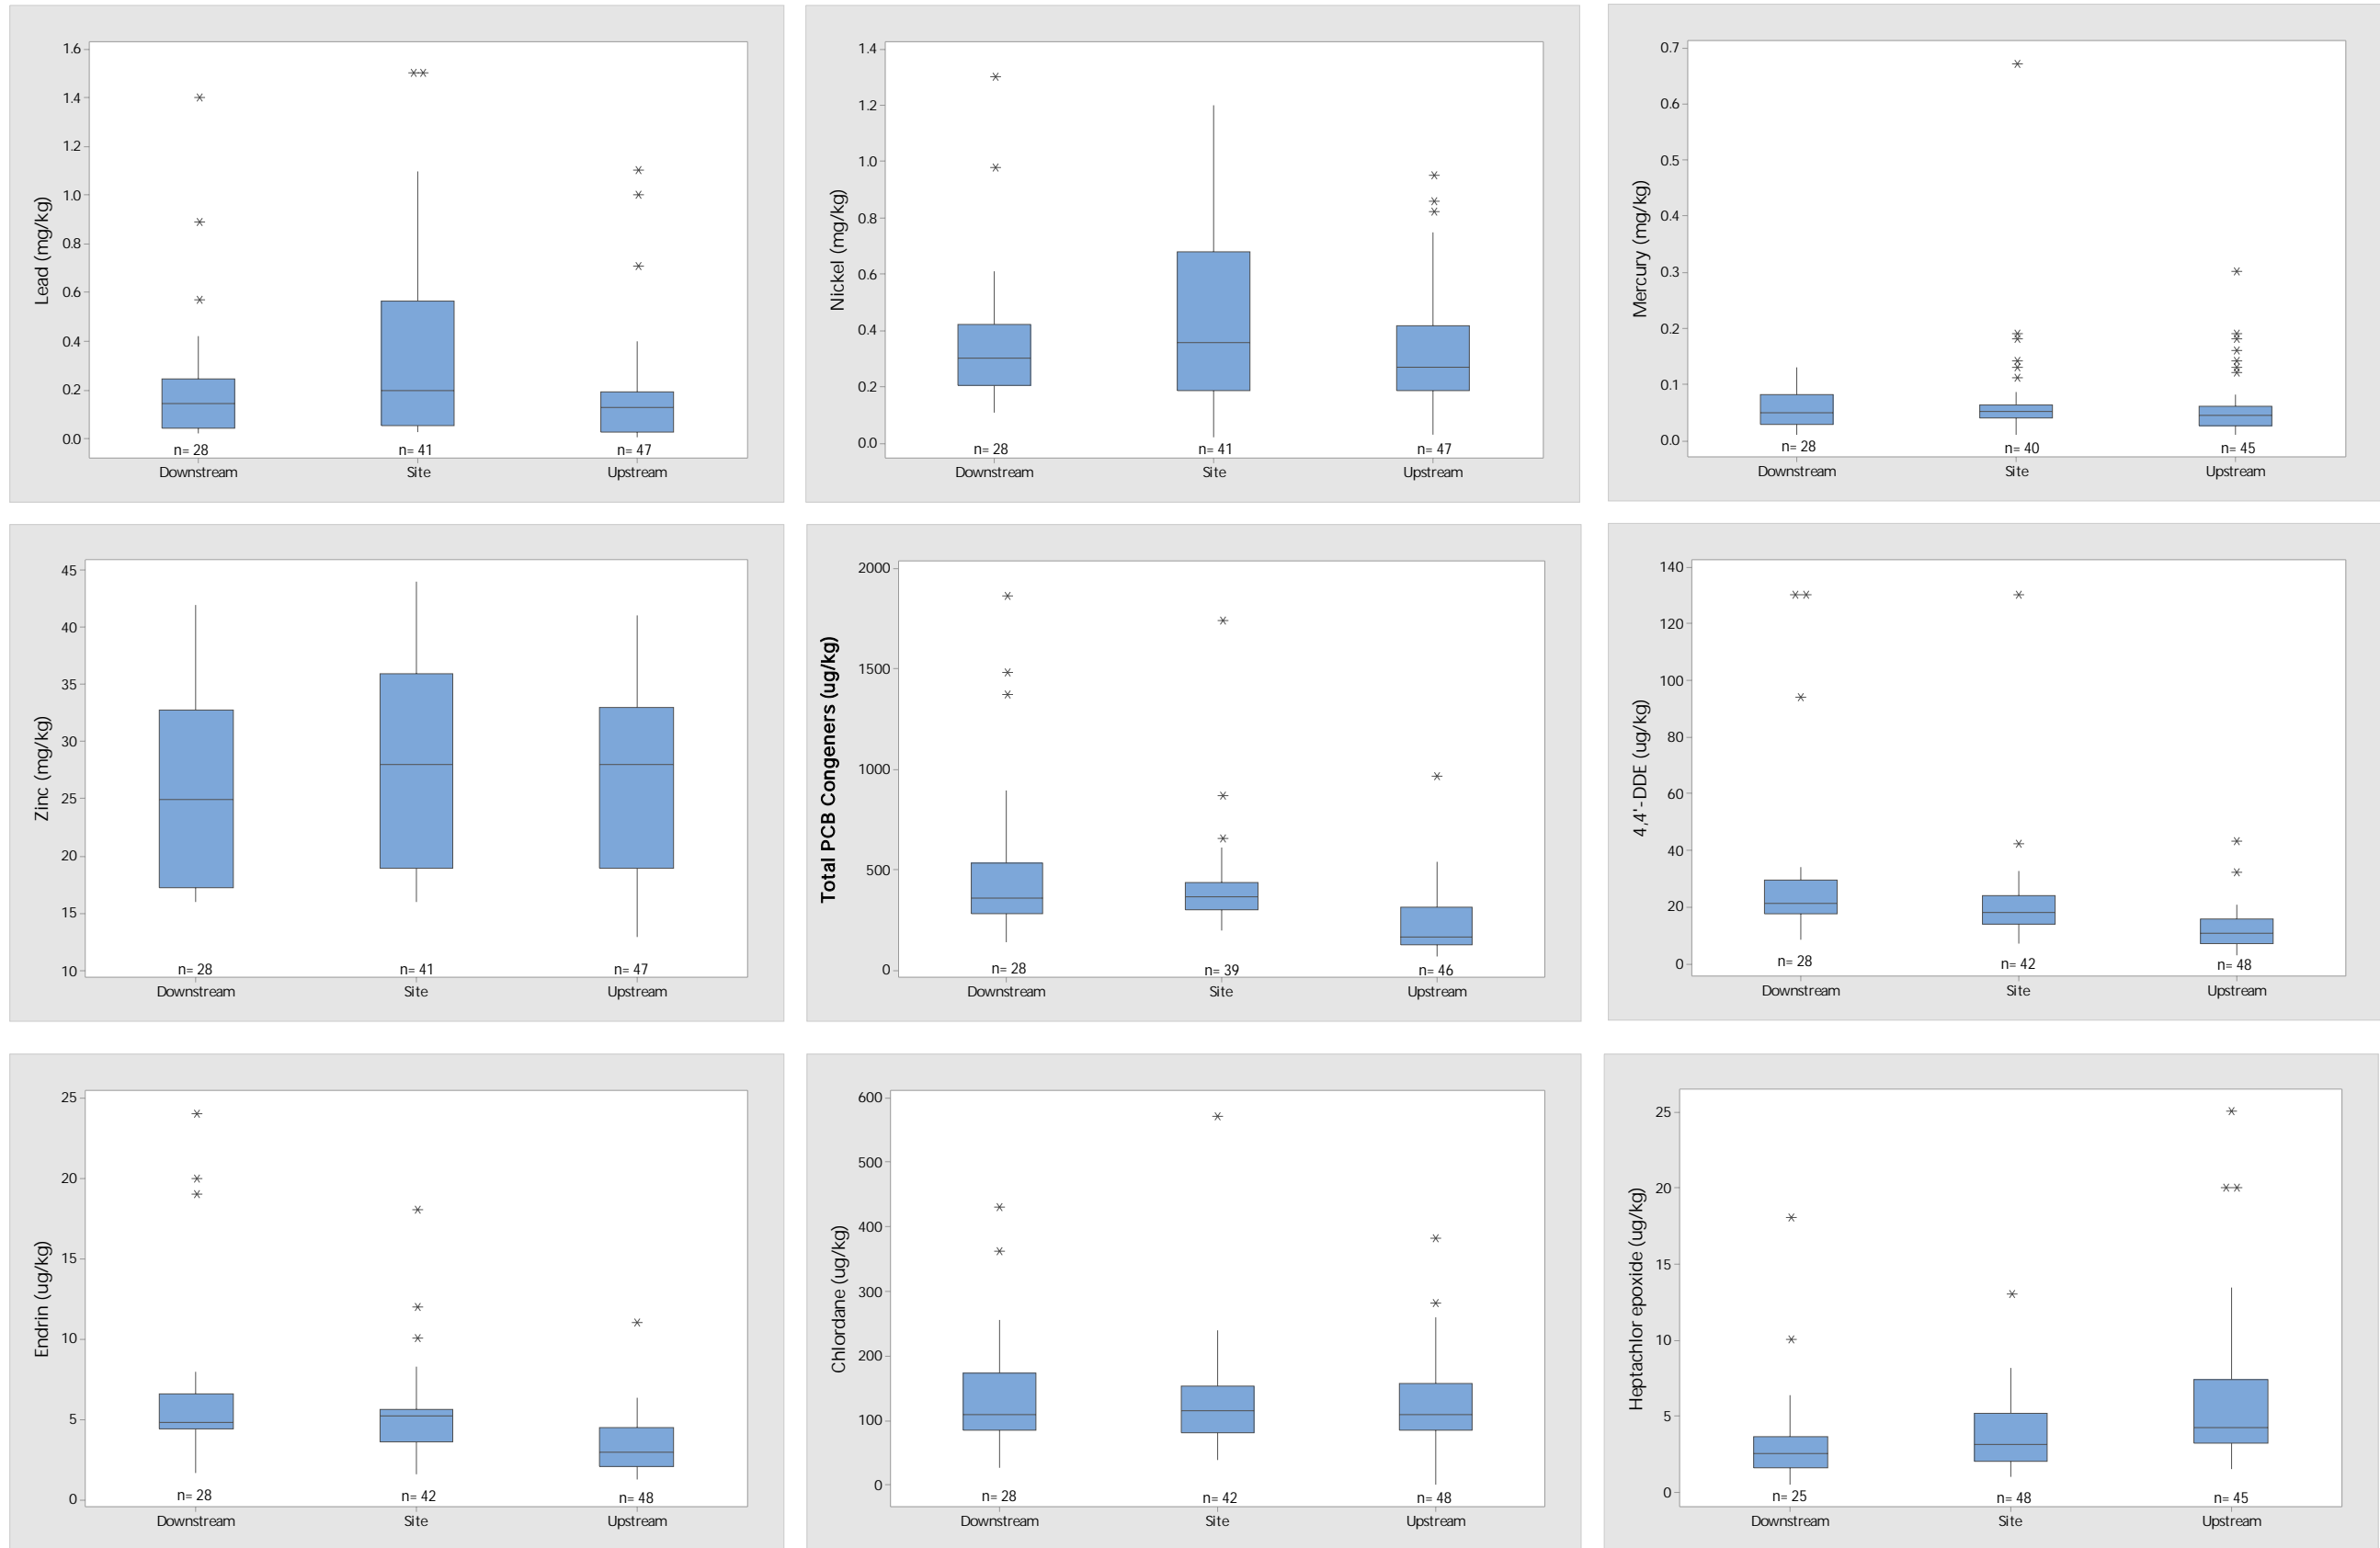 Lead (mg/kg)
1.6
1.4
1.2
1.0
0.8
0.6
0.4
0.2
0.0
n= 28
n= 41
n= 47
Downstream
Site
Upstream
Nickel (mg/kg)
1.4
1.2
1.0
0.8
0.6
0.4
0.2
0.0
n= 28
n= 41
n= 47
Downstream
Site
Upstream
Mercury (mg/kg)
0.7
0.6
0.5
0.4
0.3
0.2
0.1
0.0
n= 28
n= 40
n= 45
Downstream
Site
Upstream
Zinc (mg/kg)
45
40
35
30
25
20
15
10
n= 28
n= 41
n= 47
Downstream
Site
Upstream
Total PCB Congeners (ug/kg)
2000
1500
1000
500
0
n= 28
n= 39
n= 46
Downstream
Site
Upstream
4,4'-DDE (ug/kg)
140
120
100
80
60
40
20
0
n= 28
n= 42
n= 48
Downstream
Site
Upstream
Endrin (ug/kg)
25
20
15
10
5
0
n= 28
n= 42
n= 48
Downstream
Site
Upstream
Chlordane (ug/kg)
600
500
400
300
200
100
0
n= 28
n= 42
n= 48
Downstream
Site
Upstream
Heptachlor epoxide (ug/kg)
25
20
15
10
5
0
n= 25
n= 48
n= 45
Downstream
Site
Upstream